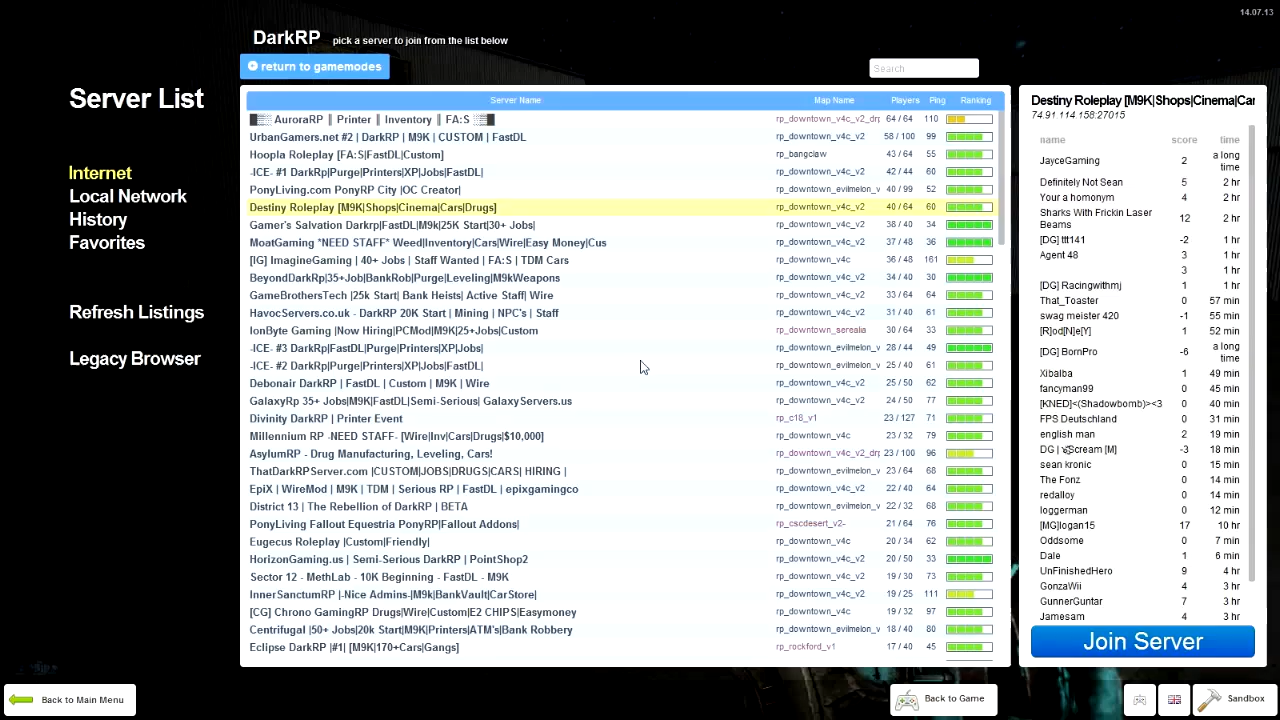 14.07.13
DarkRP pick a server to join from the list below
return to gamemodes
Search
Server List
Internet
Local Network
History
Favorites
Refresh Listings
Legacy Browser
Server Name Map Name Players Ping Ranking
AuroraRP || Printer || Inventory || FA:S rp_downtown_v4c_v2_drp 64 / 64 110
UrbanGamers.net #2 | DarkRP | M9K | CUSTOM | FastDL rp_downtown_v4c_v2 58 / 100 99
Hoopla Roleplay [FA:S|FastDL|Custom] rp_bangclaw 43 / 64 55
-ICE- #1 DarkRp|Purge|Printers|XP|Jobs|FastDL| rp_downtown_v4c_v2 42 / 44 60
PonyLiving.com PonyRP City |OC Creator| rp_downtown_evilmelon_v 40 / 99 52
Destiny Roleplay [M9K|Shops|Cinema|Cars|Drugs] rp_downtown_v4c_v2 40 / 64 60
Gamer's Salvation Darkrp|FastDL|M9k|25K Start|30+ Jobs| rp_downtown_v4c_v2 38 / 40 34
MoatGaming *NEED STAFF* Weed|Inventory|Cars|Wire|Easy Money|Cus rp_downtown_v4c_v2 37 / 48 36
[IG] ImagineGaming | 40+ Jobs | Staff Wanted | FA:S | TDM Cars rp_downtown_v4c 36 / 48 161
BeyondDarkRp|35+Job|BankRob|Purge|Leveling|M9kWeapons rp_downtown_v4c_v2 34 / 40 30
GameBrothersTech |25k Start| Bank Heists| Active Staff| Wire rp_downtown_v4c_v2 33 / 64 64
HavocServers.co.uk - DarkRP 20K Start | Mining | NPC's | Staff rp_downtown_v4c_v2 31 / 40 61
IonByte Gaming |Now Hiring|PCMod|M9K|25+Jobs|Custom rp_downtown_serealia 30 / 64 33
-ICE- #3 DarkRp|FastDL|Purge|Printers|XP|Jobs| rp_downtown_evilmelon_v 28 / 44 49
-ICE- #2 DarkRp|Purge|Printers|XP|Jobs|FastDL| rp_downtown_evilmelon_v 25 / 40 61
Debonair DarkRP | FastDL | Custom | M9K | Wire rp_downtown_v4c_v2 25 / 50 62
GalaxyRp 35+ Jobs|M9K|FastDL|Semi-Serious| GalaxyServers.us rp_downtown_v4c_v2 24 / 50 77
Divinity DarkRP | Printer Event rp_c18_v1 23 / 127 71
Millennium RP -NEED STAFF- [Wire|Inv|Cars|Drugs|$10,000] rp_downtown_v4c 23 / 32 79
AsylumRP - Drug Manufacturing, Leveling, Cars! rp_downtown_v4c_v2_drp 23 / 100 96
ThatDarkRPServer.com |CUSTOM|JOBS|DRUGS|CARS| HIRING | rp_downtown_evilmelon_v 23 / 64 68
EpiX | WireMod | M9K | TDM | Serious RP | FastDL | epixgamingco rp_downtown_v4c_v2 22 / 40 64
District 13 | The Rebellion of DarkRP | BETA rp_downtown_evilmelon_v 22 / 32 68
PonyLiving Fallout Equestria PonyRP|Fallout Addons| rp_cscdesert_v2- 21 / 64 76
Eugecus Roleplay |Custom|Friendly| rp_downtown_v4c 20 / 34 62
HorizonGaming.us | Semi-Serious DarkRP | PointShop2 rp_downtown_v4c_v2 20 / 50 33
Sector 12 - MethLab - 10K Beginning - FastDL - M9K rp_downtown_v4c_v2 19 / 30 73
InnerSanctumRP |-Nice Admins-|M9k|BankVault|CarStore| rp_downtown_v4c_v2 19 / 25 111
[CG] Chrono GamingRP Drugs|Wire|Custom|E2 CHIPS|Easymoney rp_downtown_v4c 19 / 32 97
Centrifugal |50+ Jobs|20k Start|M9K|Printers|ATM's|Bank Robbery rp_downtown_evilmelon_v 18 / 40 80
Eclipse DarkRP |#1| [M9K|170+Cars|Gangs] rp_rockford_v1 17 / 40 45
Destiny Roleplay [M9K|Shops|Cinema|Car
74.91.114.158:27015
name score time
JayceGaming 2 a long time
Definitely Not Sean 5 2 hr
Your a homonym 4 2 hr
Sharks With Frickin Laser Beams 12 2 hr
[DG] ttt141 -2 1 hr
Agent 48 3 1 hr
3 1 hr
[DG] Racingwithmj 1 1 hr
That_Toaster 0 57 min
swag meister 420 -1 55 min
[R]od[N]e[Y] 1 52 min
[DG] BornPro -6 a long time
Xibalba 1 49 min
fancyman99 0 45 min
[KNED]<(Shadowbomb)><3 0 40 min
FPS Deutschland 0 31 min
english man 2 19 min
DG | Scream [M] -3 18 min
sean kronic 0 15 min
The Fonz 0 14 min
redalloy 0 14 min
loggerman 0 12 min
[MG]logan15 17 10 hr
Oddsome 0 7 min
Dale 1 6 min
UnFinishedHero 9 4 hr
GonzaWii 4 3 hr
GunnerGuntar 7 3 hr
Jamesam 4 3 hr
Join Server
Back to Main Menu
Back to Game
Sandbox